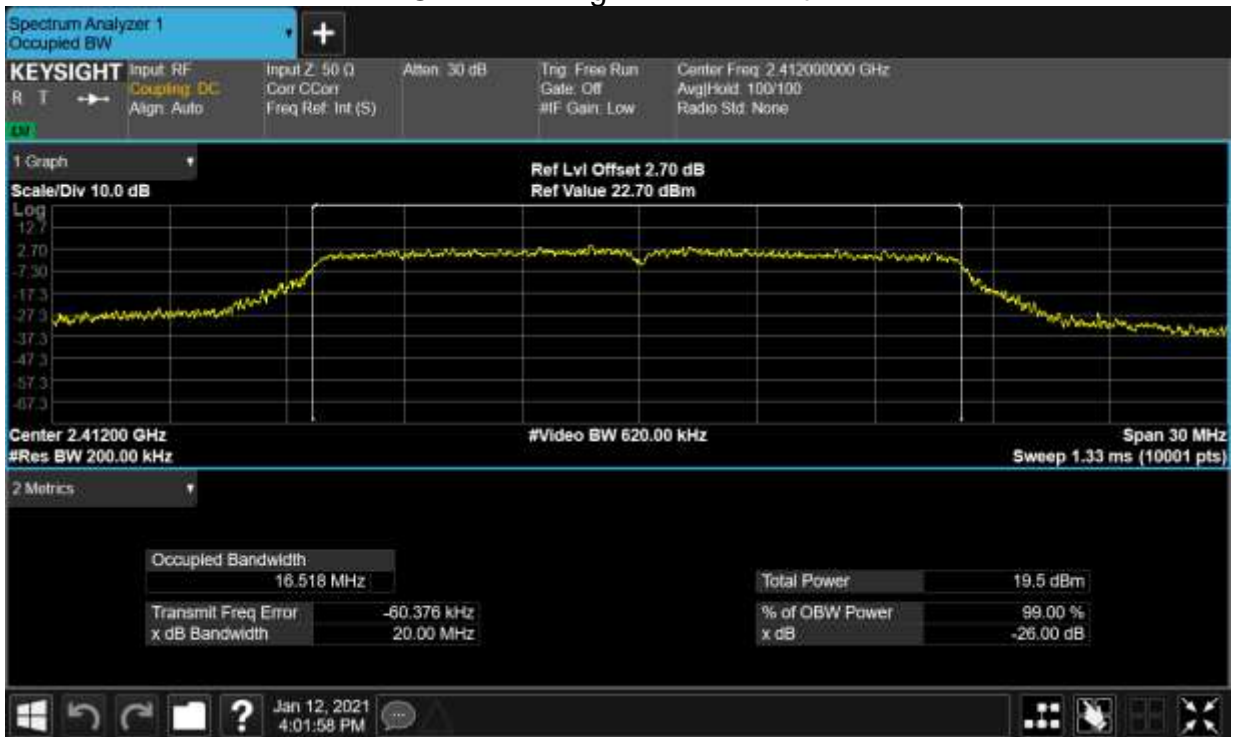 Spectrum Analyzer 1
Occupied BW
+
KEYSIGHT Input: RF Input Z: 50 Ω Atten: 30 dB Trig: Free Run Center Freq: 2.412000000 GHz
R T Coupling: DC Corr CCorr Gate: Off Avg|Hold: 100/100
Align: Auto Freq Ref: Int (S) #IF Gain: Low Radio Std: None
1 Graph
Ref Lvl Offset 2.70 dB
Scale/Div 10.0 dB Ref Value 22.70 dBm
Log
12.7
2.70
-7.30
-17.3
-27.3
-37.3
-47.3
-57.3
-67.3
Center 2.41200 GHz #Video BW 620.00 kHz Span 30 MHz
#Res BW 200.00 kHz Sweep 1.33 ms (10001 pts)
2 Metrics
Occupied Bandwidth
16.518 MHz Total Power 19.5 dBm
Transmit Freq Error -60.376 kHz % of OBW Power 99.00 %
x dB Bandwidth 20.00 MHz x dB -26.00 dB
? Jan 12, 2021
4:01:58 PM